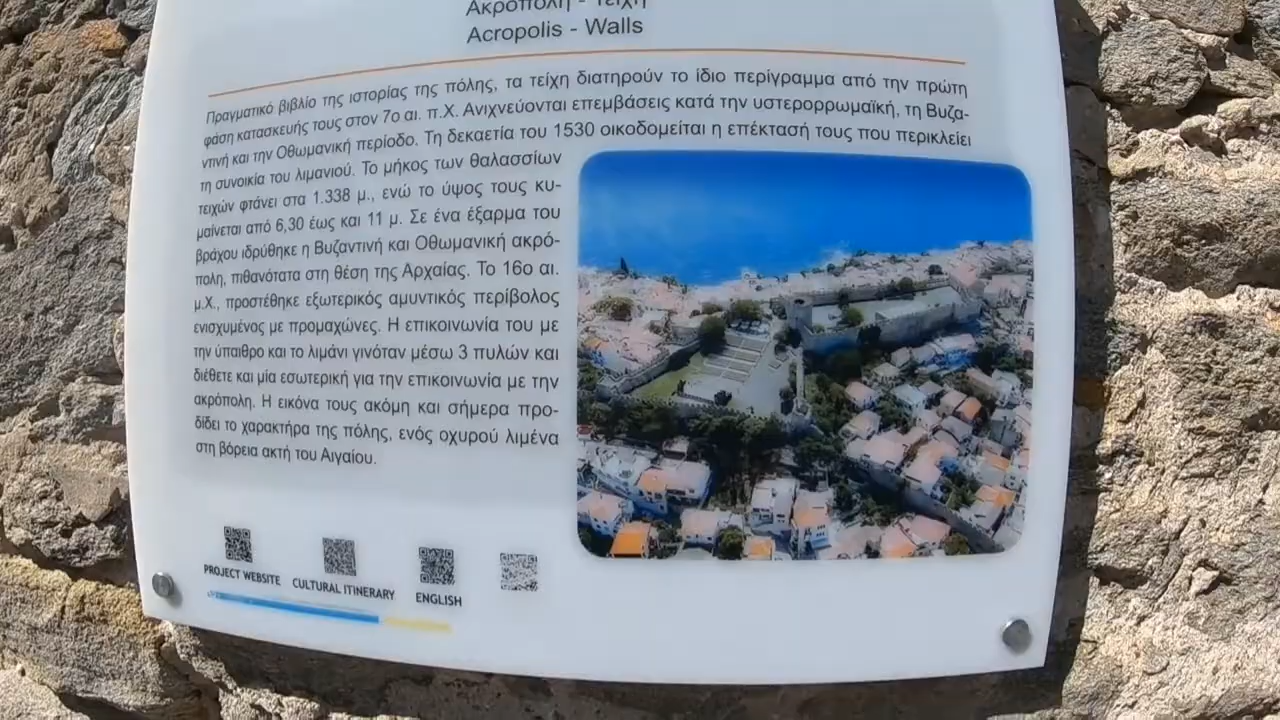 Ακρόπολη - Τείχη
Acropolis - Walls
Πραγματικό βιβλίο της ιστορίας της πόλης, τα τείχη διατηρούν το ίδιο περίγραμμα από την πρώτη
φάση κατασκευής τους στον 7ο αι. π.Χ. Ανιχνεύονται επεμβάσεις κατά την υστερορρωμαϊκή, τη Βυζα-
ντινή και την Οθωμανική περίοδο. Τη δεκαετία του 1530 οικοδομείται η επέκτασή τους που περικλείει
τη συνοικία του λιμανιού. Το μήκος των θαλασσίων
τειχών φτάνει στα 1.338 μ., ενώ το ύψος τους κυ-
μαίνεται από 6,30 έως και 11 μ. Σε ένα έξαρμα του
βράχου ιδρύθηκε η Βυζαντινή και Οθωμανική ακρό-
πολη, πιθανότατα στη θέση της Αρχαίας. Το 16ο αι.
μ.Χ., προστέθηκε εξωτερικός αμυντικός περίβολος
ενισχυμένος με προμαχώνες. Η επικοινωνία του με
την ύπαιθρο και το λιμάνι γινόταν μέσω 3 πυλών και
διέθετε και μία εσωτερική για την επικοινωνία με την
ακρόπολη. Η εικόνα τους ακόμη και σήμερα προ-
δίδει το χαρακτήρα της πόλης, ενός οχυρού λιμένα
στη βόρεια ακτή του Αιγαίου.
PROJECT WEBSITE
CULTURAL ITINERARY
ENGLISH